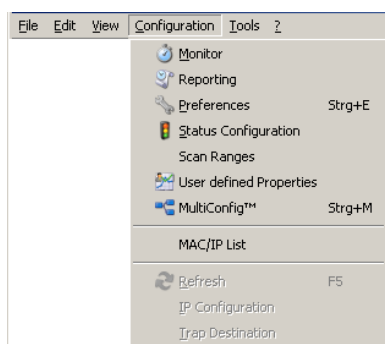 File Edit View Configuration Tools ?
Monitor
Reporting
Preferences Strg+E
Status Configuration
Scan Ranges
User defined Properties
MultiConfig™ Strg+M
MAC/IP List
Refresh F5
IP Configuration
Trap Destination